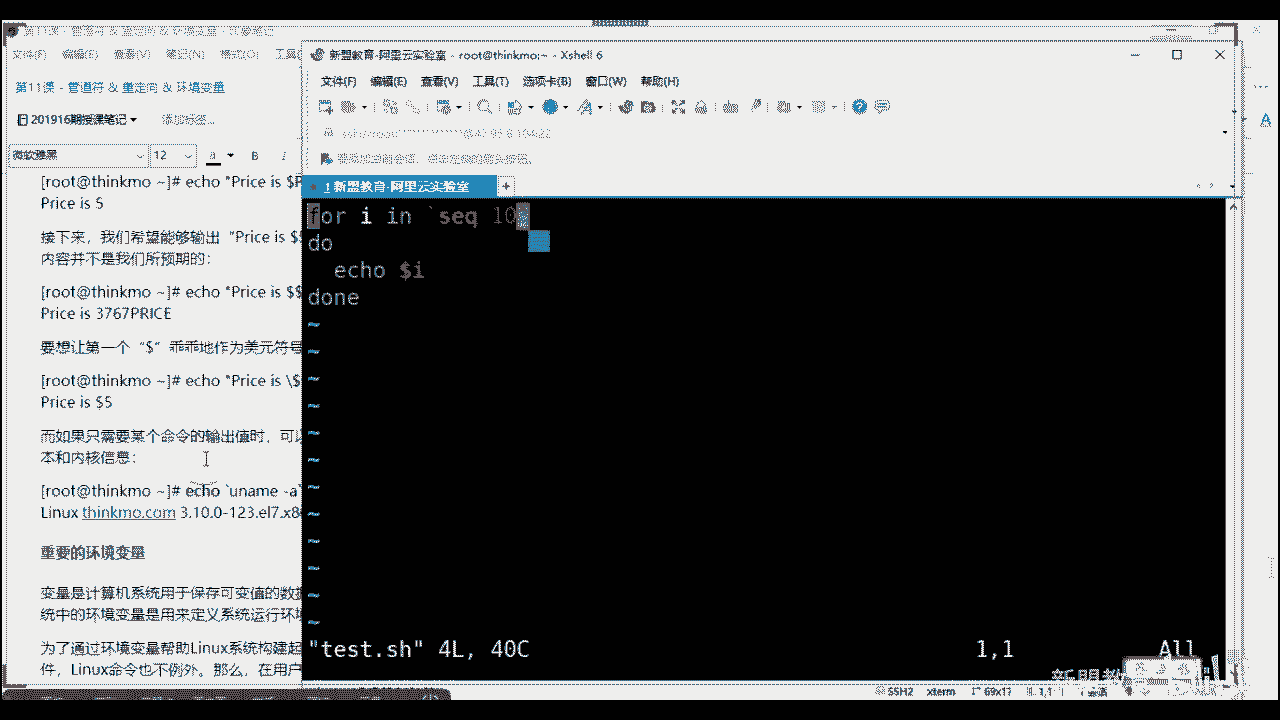 第11课 - 管道符 & 重定向 & 环境变量
文件(F) 编辑(E) 查看(V) 笔记(N) 格式(O) 工具
第11课 - 管道符 & 重定向 & 环境变量
201916期授课笔记 添加标签...
微软雅黑 12 a B I
[root@thinkmo ~]# echo "Price is $P
Price is 5
接下来，我们希望能够输出“Price is $$
内容并不是我们所预期的：
[root@thinkmo ~]# echo "Price is $$
Price is 3767PRICE
要想让第一个“$”乖乖地作为美元符号
[root@thinkmo ~]# echo "Price is \$
Price is $5
而如果只需要某个命令的输出值时，可以
本和内核信息：
[root@thinkmo ~]# echo `uname -a`
Linux thinkmo.com 3.10.0-123.el7.x8
重要的环境变量
变量是计算机系统用于保存可变值的数据
统中的环境变量是用来定义系统运行环境
为了通过环境变量帮助Linux系统构建起
件，Linux命令也不例外。那么，在用户
新盟教育-阿里云实验室 - root@thinkmo:~ - Xshell 6
文件(F) 编辑(E) 查看(V) 工具(T) 选项卡(B) 窗口(W) 帮助(H)
1 新盟教育-阿里云实验室 +
for i in `seq 10`
do
echo $i
done
~
~
~
~
~
~
~
~
~
~
~
~
"test.sh" 4L, 40C 1,1 All
SSH2 xterm 69x17 1,1
A